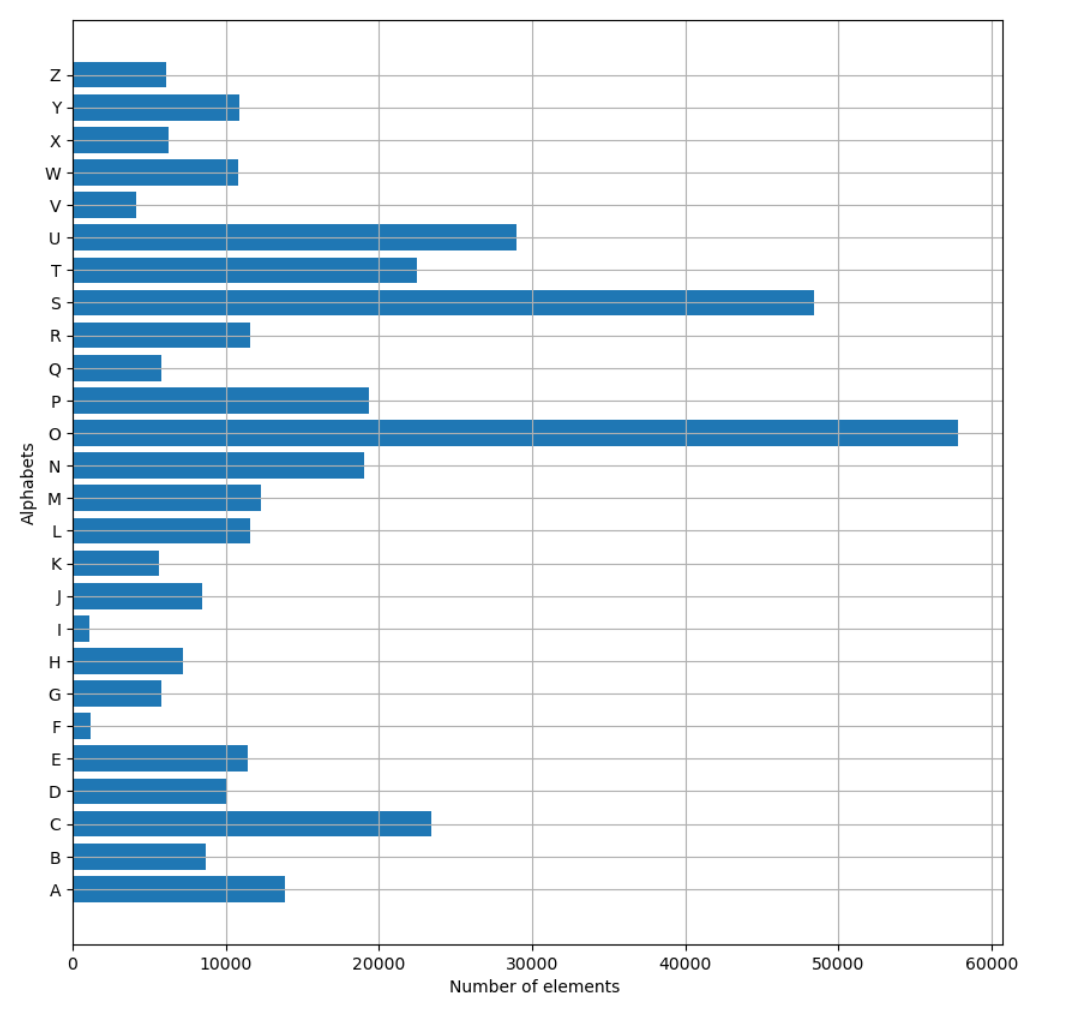 Z
Y
X
W
V
U
T
S
R
Q
P
O
N
M
L
K
J
I
H
G
F
E
D
C
B
A
Alphabets
0 10000 20000 30000 40000 50000 60000
Number of elements